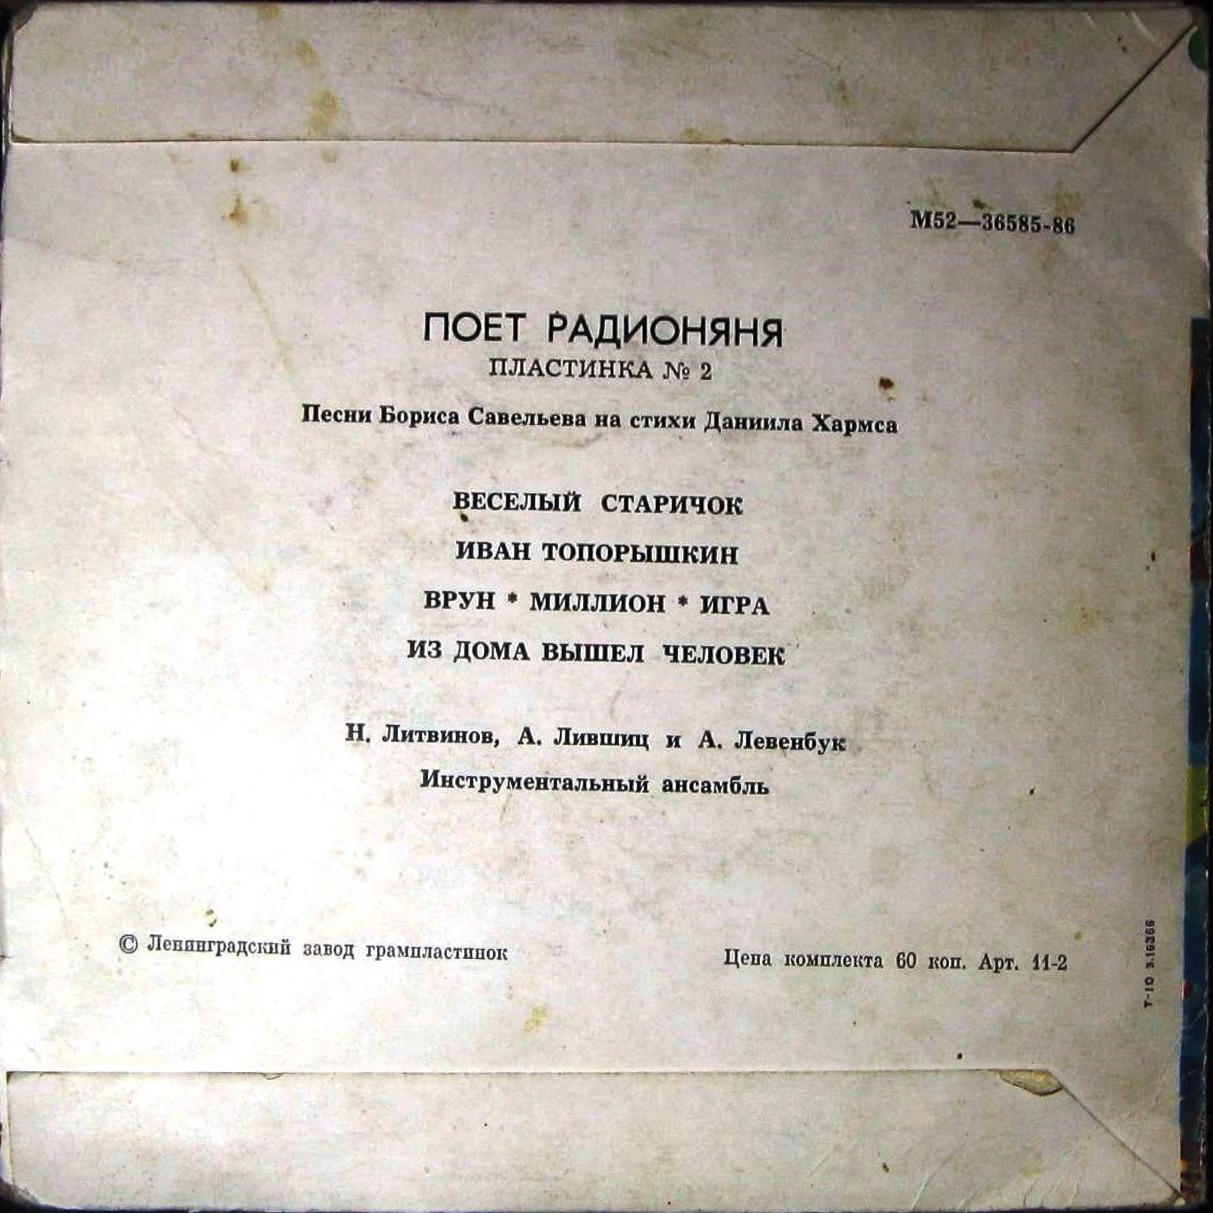 М52—36585-86
ПОЕТ РАДИОНЯНЯ
ПЛАСТИНКА № 2
Песни Бориса Савельева на стихи Даниила Хармса
ВЕСЕЛЫЙ СТАРИЧОК
ИВАН ТОПОРЫШКИН
ВРУН * МИЛЛИОН * ИГРА
ИЗ ДОМА ВЫШЕЛ ЧЕЛОВЕК
Н. Литвинов, А. Лившиц и А. Левенбук
Инструментальный ансамбль
© Ленинградский завод грампластинок
Цена комплекта 60 коп. Арт. 11-2
Т-10 З.16366